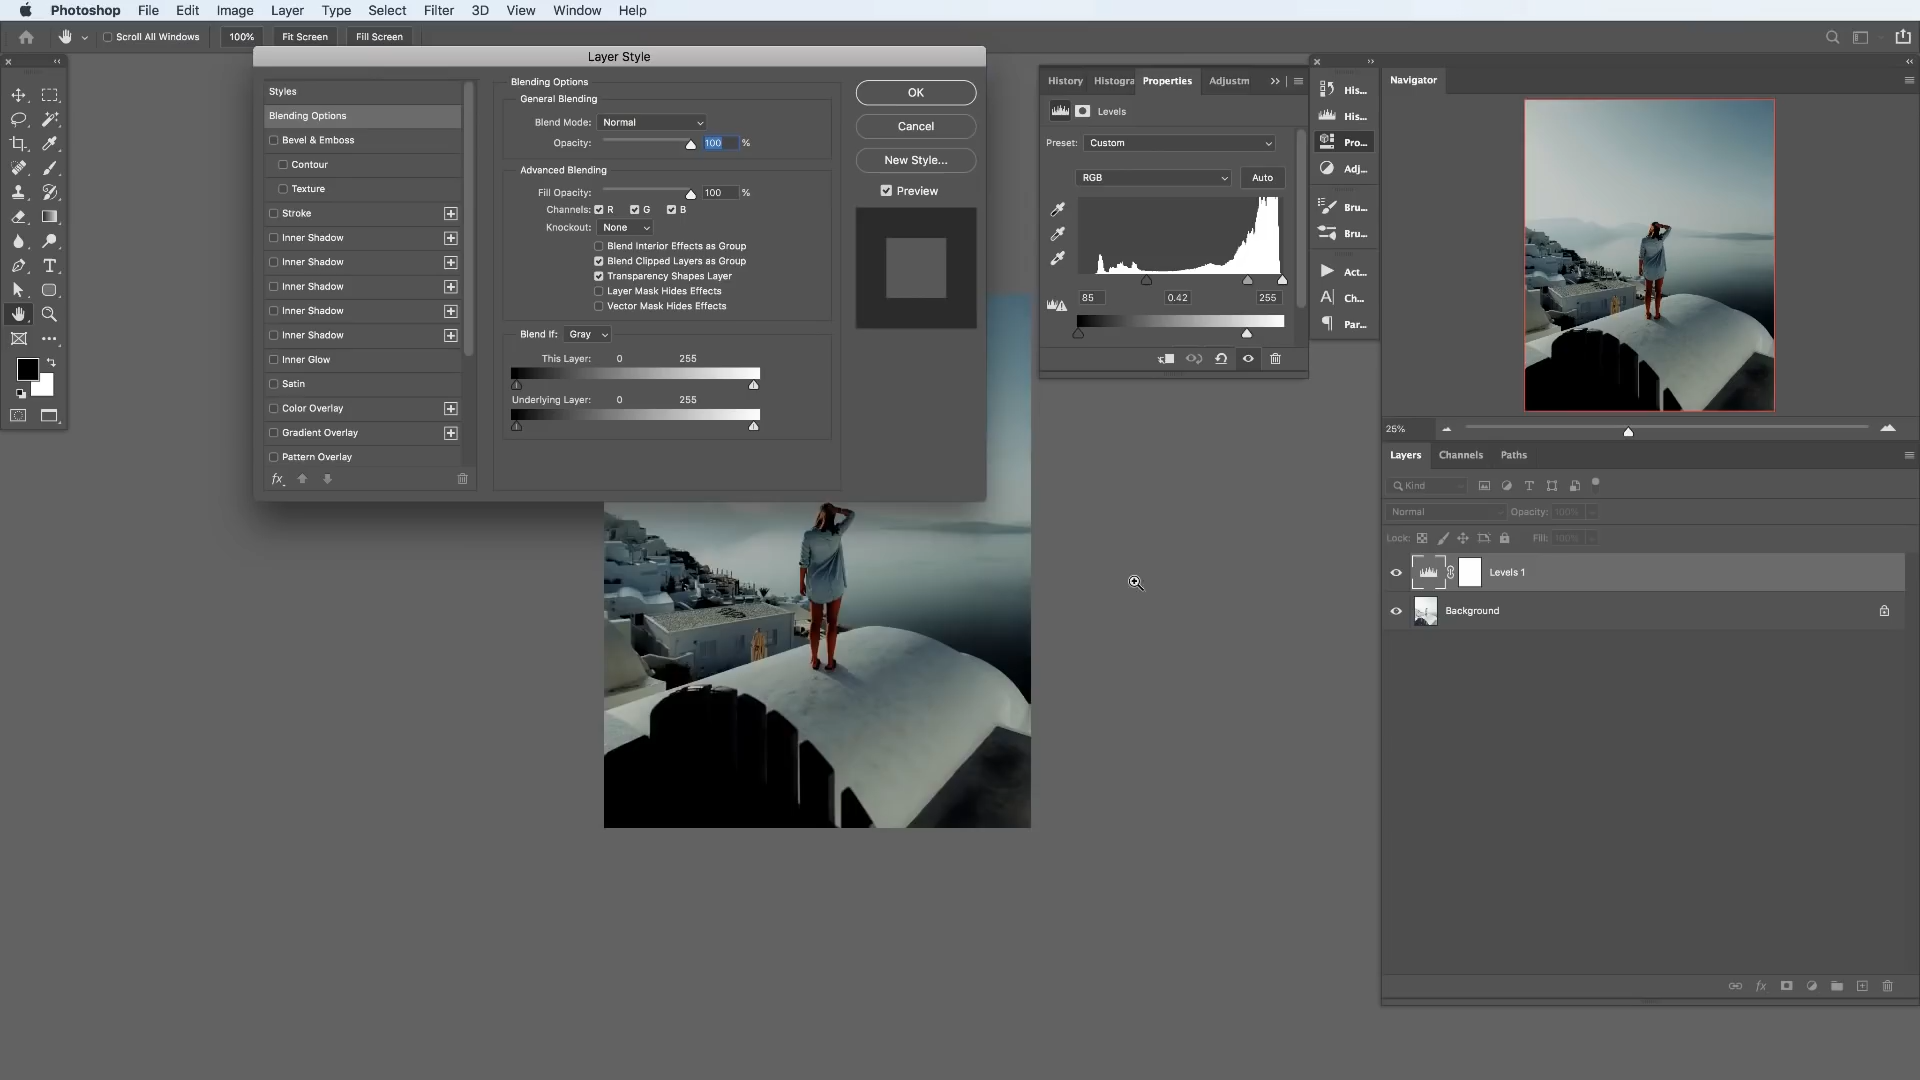 Photoshop File Edit Image Layer Type Select Filter 3D View Window Help
Scroll All Windows 100% Fit Screen Fill Screen
Layer Style
Styles
Blending Options
Bevel & Emboss
Contour
Texture
Stroke
Inner Shadow
Inner Shadow
Inner Shadow
Inner Shadow
Inner Shadow
Inner Glow
Satin
Color Overlay
Gradient Overlay
Pattern Overlay
fx
Blending Options
General Blending
Blend Mode: Normal
Opacity: 100 %
Advanced Blending
Fill Opacity: 100 %
Channels: R G B
Knockout: None
Blend Interior Effects as Group
Blend Clipped Layers as Group
Transparency Shapes Layer
Layer Mask Hides Effects
Vector Mask Hides Effects
Blend If: Gray
This Layer: 0 255
Underlying Layer: 0 255
OK
Cancel
New Style...
Preview
History Histogra Properties Adjustm
Levels
Preset: Custom
RGB Auto
85 0.42 255
His...
His...
Pro...
Adj...
Bru...
Bru...
Act...
Ch...
Par...
Navigator
25%
Layers Channels Paths
Kind
Normal Opacity: 100%
Lock: Fill: 100%
Levels 1
Background
fx